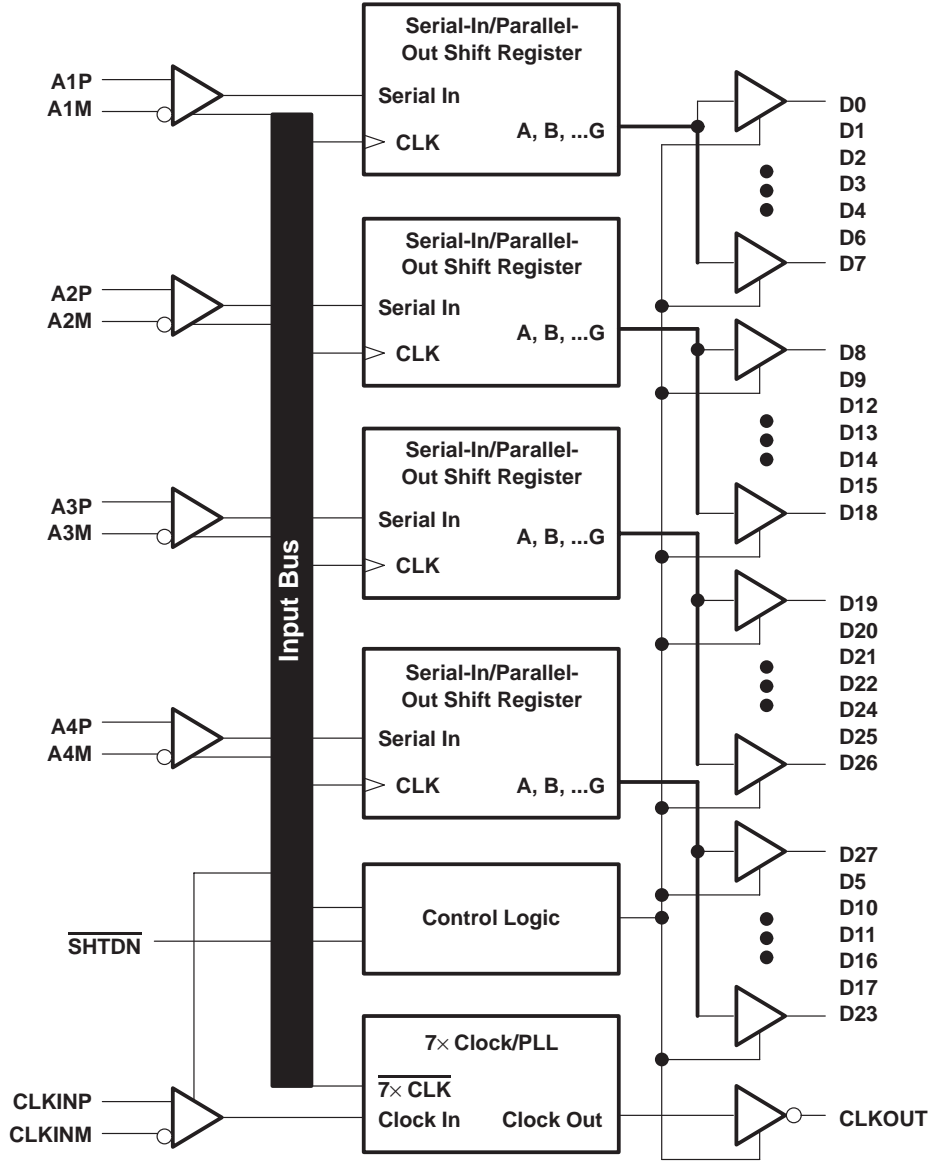 Serial-In/Parallel-
Out Shift Register
Serial In
CLK
A, B, ...G
A1P
A1M
D0
D1
D2
D3
D4
D6
D7
Serial-In/Parallel-
Out Shift Register
Serial In
CLK
A, B, ...G
A2P
A2M
D8
D9
D12
D13
D14
D15
D18
Serial-In/Parallel-
Out Shift Register
Serial In
CLK
A, B, ...G
A3P
A3M
Input Bus
D19
D20
D21
D22
D24
D25
D26
Serial-In/Parallel-
Out Shift Register
Serial In
CLK
A, B, ...G
A4P
A4M
D27
D5
D10
D11
D16
D17
D23
Control Logic
SHTDN
7× Clock/PLL
7× CLK
Clock In
Clock Out
CLKINP
CLKINM
CLKOUT